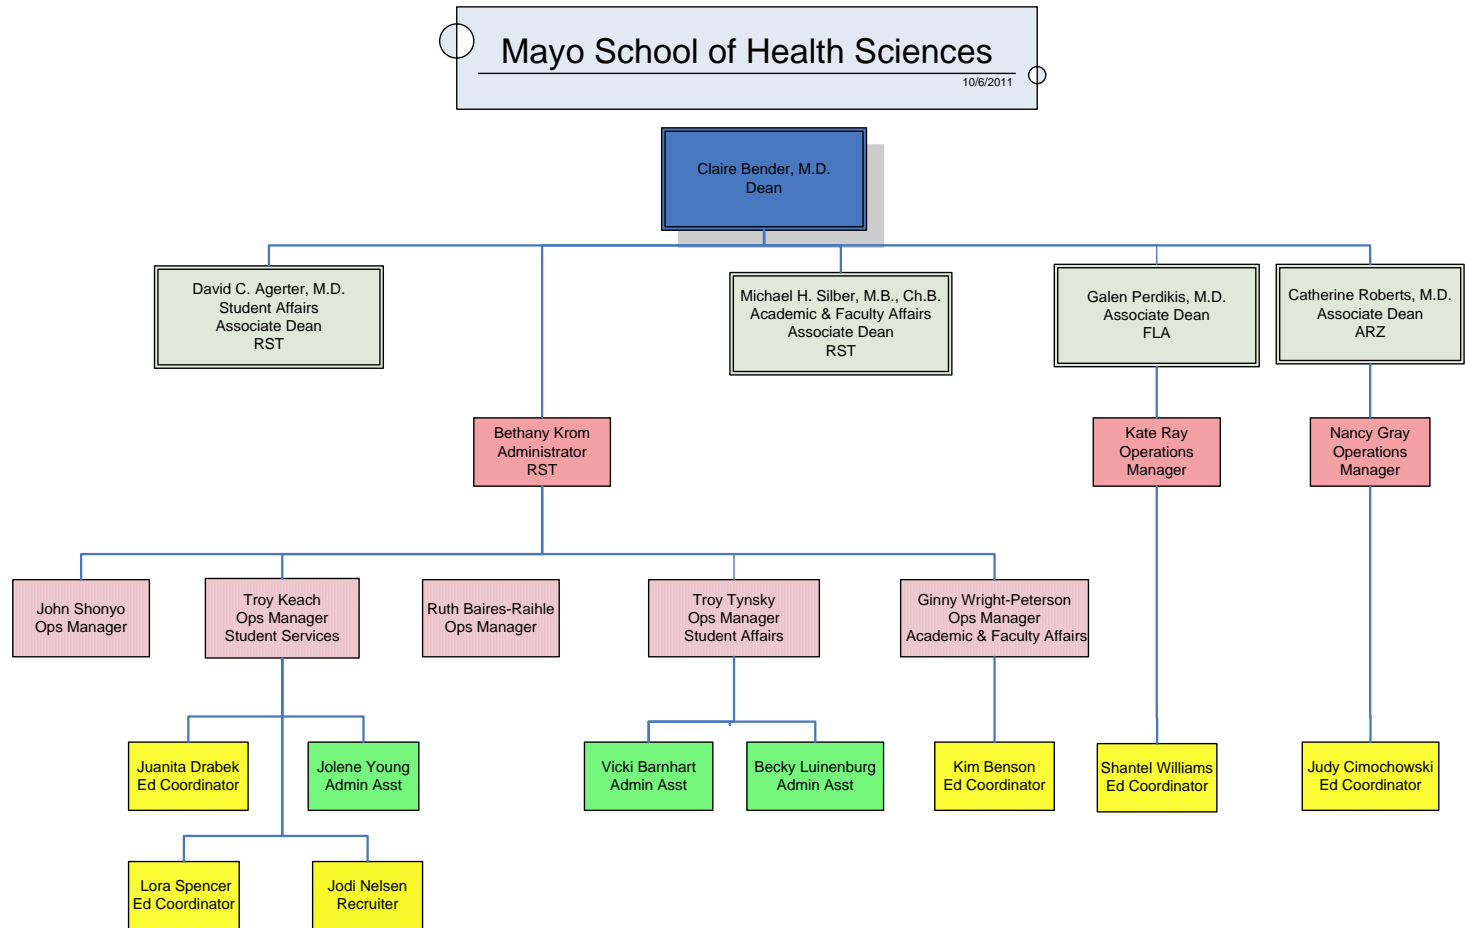 Mayo School of Health Sciences
10/6/2011
Claire Bender, M.D.
Dean
David C. Agerter, M.D.
Student Affairs
Associate Dean
RST
Michael H. Silber, M.B., Ch.B.
Academic & Faculty Affairs
Associate Dean
RST
Galen Perdikis, M.D.
Associate Dean
FLA
Catherine Roberts, M.D.
Associate Dean
ARZ
Bethany Krom
Administrator
RST
Kate Ray
Operations
Manager
Nancy Gray
Operations
Manager
John Shonyo
Ops Manager
Troy Keach
Ops Manager
Student Services
Ruth Baires-Raihle
Ops Manager
Troy Tynsky
Ops Manager
Student Affairs
Ginny Wright-Peterson
Ops Manager
Academic & Faculty Affairs
Juanita Drabek
Ed Coordinator
Jolene Young
Admin Asst
Vicki Barnhart
Admin Asst
Becky Luinenburg
Admin Asst
Kim Benson
Ed Coordinator
Shantel Williams
Ed Coordinator
Judy Cimochowski
Ed Coordinator
Lora Spencer
Ed Coordinator
Jodi Nelsen
Recruiter